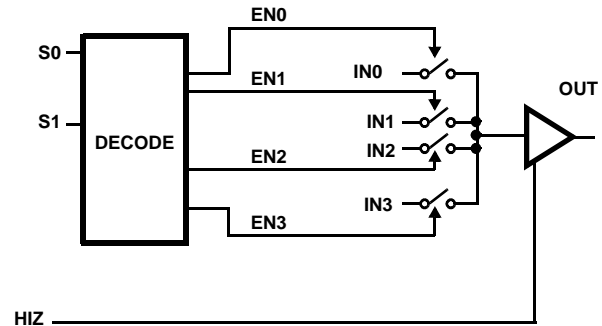 EN0
S0
IN0
OUT
EN1
S1
IN1
DECODE
IN2
EN2
IN3
EN3
HIZ